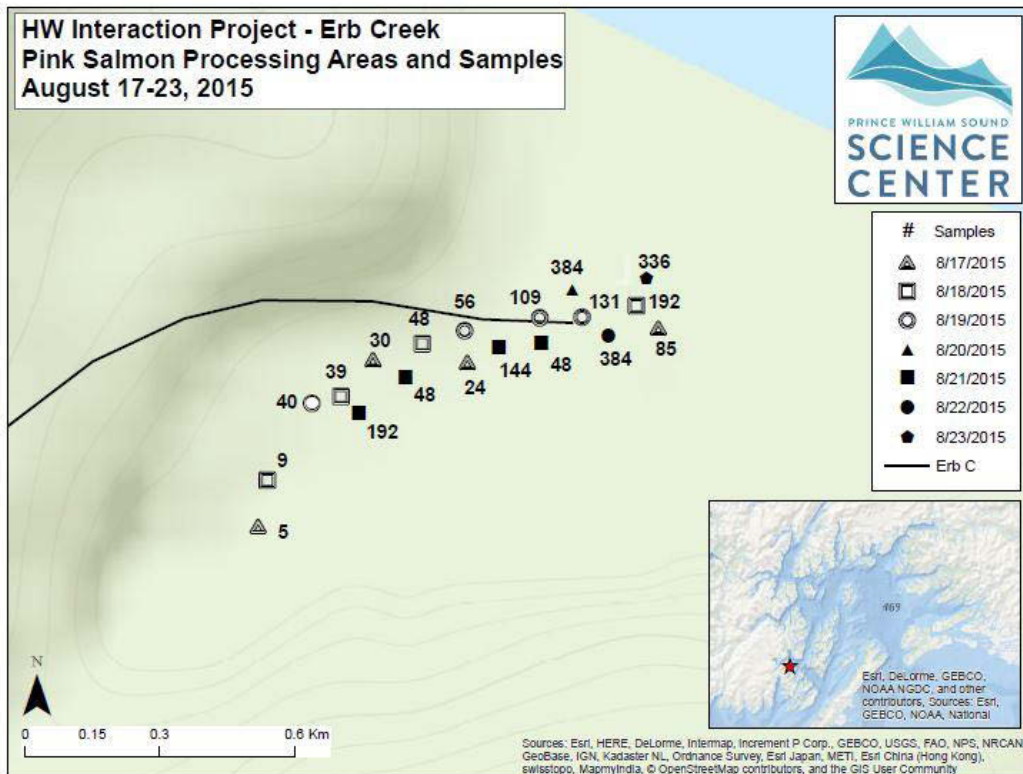 HW Interaction Project - Erb Creek
Pink Salmon Processing Areas and Samples
August 17-23, 2015
PRINCE WILLIAM SOUND
SCIENCE
CENTER
# Samples
8/17/2015
8/18/2015
8/19/2015
8/20/2015
8/21/2015
8/22/2015
8/23/2015
Erb C
384
336
56
109
131
192
48
30
384
85
39
48
24
144
48
40
192
9
5
469
Esri, DeLorme, GEBCO,
NOAA NGDC, and other
contributors, Sources: Esri,
GEBCO, NOAA, National
N
0 0.15 0.3 0.6 Km
Sources: Esri, HERE, DeLorme, Intermap, increment P Corp., GEBCO, USGS, FAO, NPS, NRCAN,
GeoBase, IGN, Kadaster NL, Ordnance Survey, Esri Japan, METI, Esri China (Hong Kong),
swisstopo, MapmyIndia, © OpenStreetMap contributors, and the GIS User Community